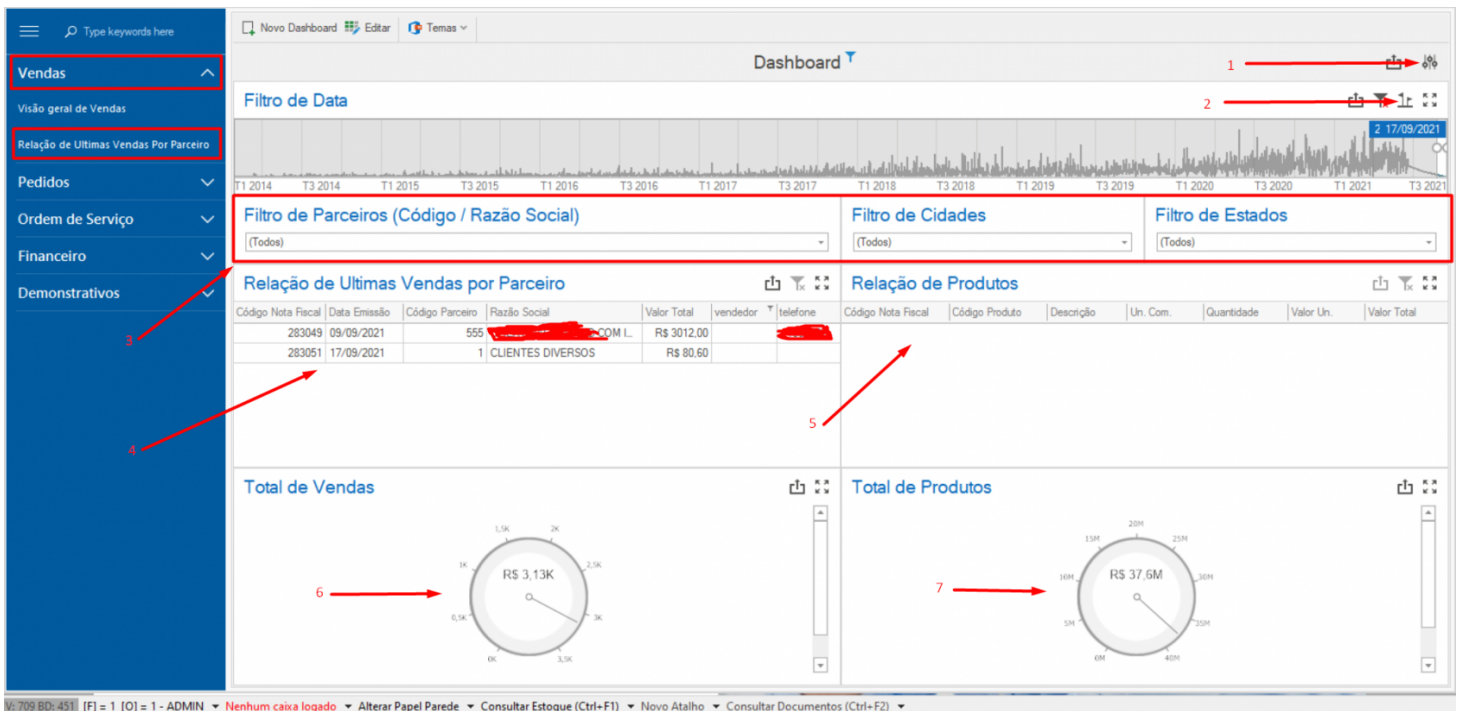 Type keywords here
Novo Dashboard Editar Temas
Vendas
Dashboard
1
Visão geral de Vendas
Filtro de Data
2
Relação de Ultimas Vendas Por Parceiro
2 17/09/2021
Pedidos
T1 2014 T3 2014 T1 2015 T3 2015 T1 2016 T3 2016 T1 2017 T3 2017 T1 2018 T3 2018 T1 2019 T3 2019 T1 2020 T3 2020 T1 2021 T3 2021
Ordem de Serviço
Filtro de Parceiros (Código / Razão Social) Filtro de Cidades Filtro de Estados
(Todos) (Todos) (Todos)
Financeiro
Demonstrativos
Relação de Ultimas Vendas por Parceiro Relação de Produtos
Código Nota Fiscal Data Emissão Código Parceiro Razão Social Valor Total vendedor telefone Código Nota Fiscal Código Produto Descrição Un. Com. Quantidade Valor Un. Valor Total
3
283049 09/09/2021 555 COM I... R$ 3012,00
283051 17/09/2021 1 CLIENTES DIVERSOS R$ 80,60
5
4
Total de Vendas Total de Produtos
1,5K 2K
1K 2,5K
R$ 3,13K
0,5K 3K
0K 3,5K
6
20M
15M 25M
10M 30M
R$ 37,6M
5M 35M
0M 40M
7
V: 709 BD: 451 [F] = 1 [O] = 1 - ADMIN Nenhum caixa logado Alterar Papel Parede Consultar Estoque (Ctrl+F1) Novo Atalho Consultar Documentos (Ctrl+F2)